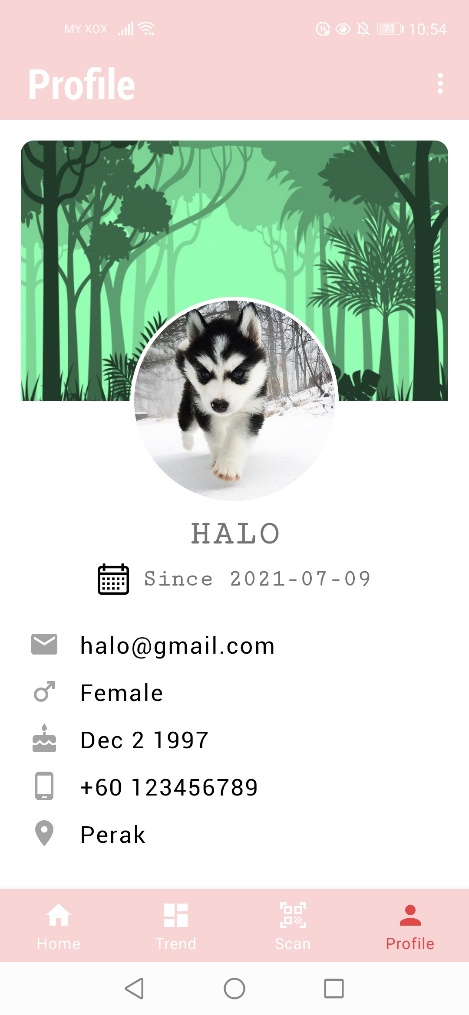 MY XOX 71 10:54
Profile
HALO
Since 2021-07-09
halo@gmail.com
Female
Dec 2 1997
+60 123456789
Perak
Home Trend Scan Profile